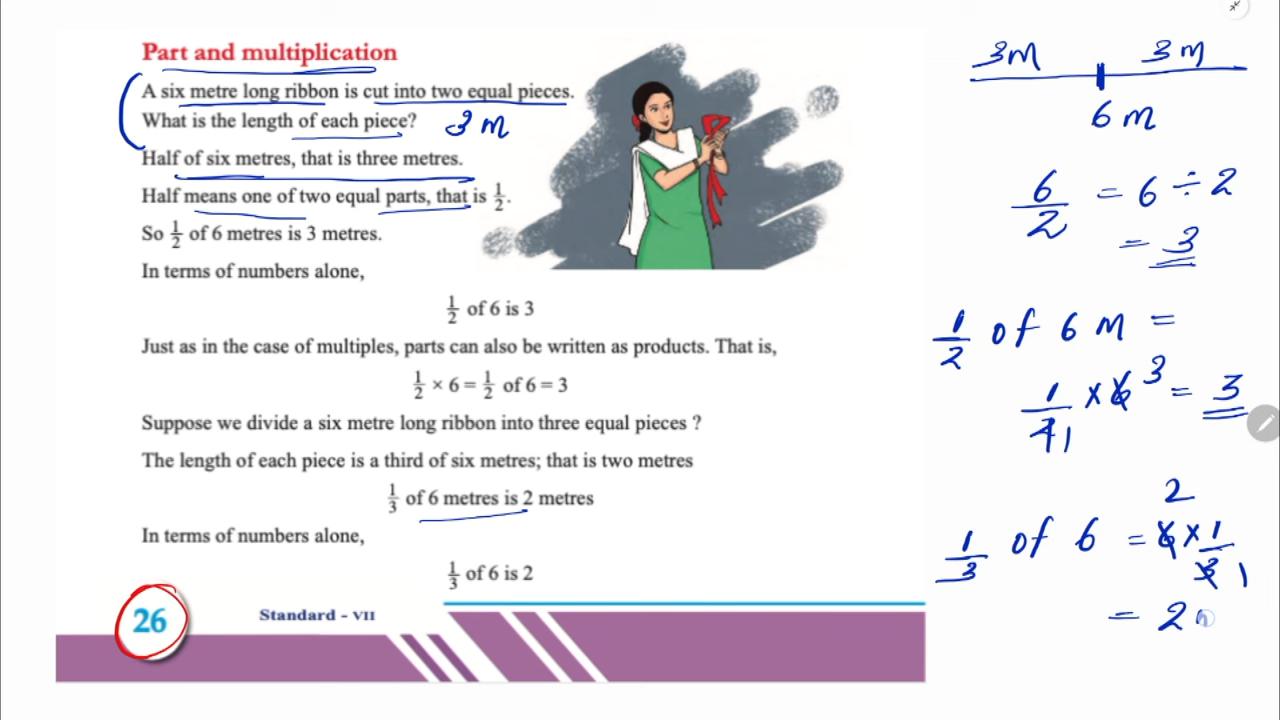 Part and multiplication
A six metre long ribbon is cut into two equal pieces.
What is the length of each piece? 3 m
Half of six metres, that is three metres.
Half means one of two equal parts, that is 1/2.
So 1/2 of 6 metres is 3 metres.
In terms of numbers alone,
1/2 of 6 is 3
Just as in the case of multiples, parts can also be written as products. That is,
1/2 × 6 = 1/2 of 6 = 3
Suppose we divide a six metre long ribbon into three equal pieces ?
The length of each piece is a third of six metres; that is two metres
1/3 of 6 metres is 2 metres
In terms of numbers alone,
1/3 of 6 is 2
26 Standard - VII
3m 3m
6m
6/2 = 6 ÷ 2
= 3
1/2 of 6 m =
1/2 1 × 6 3 = 3
2
1/3 of 6 = 6 × 1/3 1
= 2